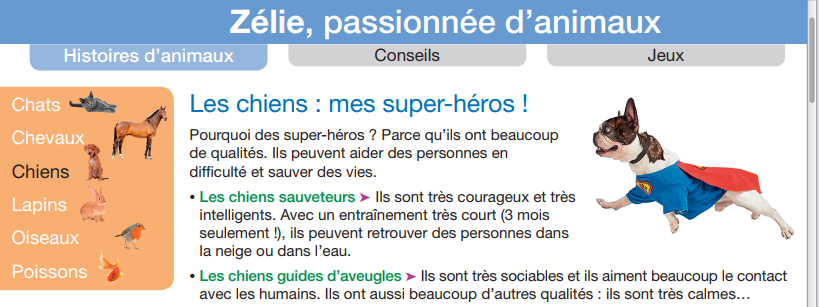 Zélie, passionnée d'animaux
Histoires d'animaux
Conseils
Jeux
Chats
Chevaux
Chiens
Lapins
Oiseaux
Poissons
Les chiens : mes super-héros !
Pourquoi des super-héros ? Parce qu'ils ont beaucoup
de qualités. Ils peuvent aider des personnes en
difficulté et sauver des vies.
• Les chiens sauveteurs ➤ Ils sont très courageux et très
intelligents. Avec un entraînement très court (3 mois
seulement !), ils peuvent retrouver des personnes dans
la neige ou dans l'eau.
• Les chiens guides d'aveugles ➤ Ils sont très sociables et ils aiment beaucoup le contact
avec les humains. Ils ont aussi beaucoup d'autres qualités : ils sont très calmes…